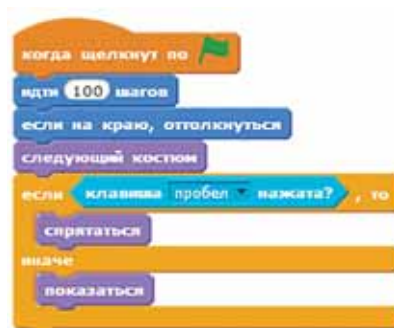 когда щелкнут по
идти 100 шагов
если на краю, оттолкнуться
следующий костюм
если клавиша пробел нажата? , то
спрятаться
иначе
показаться